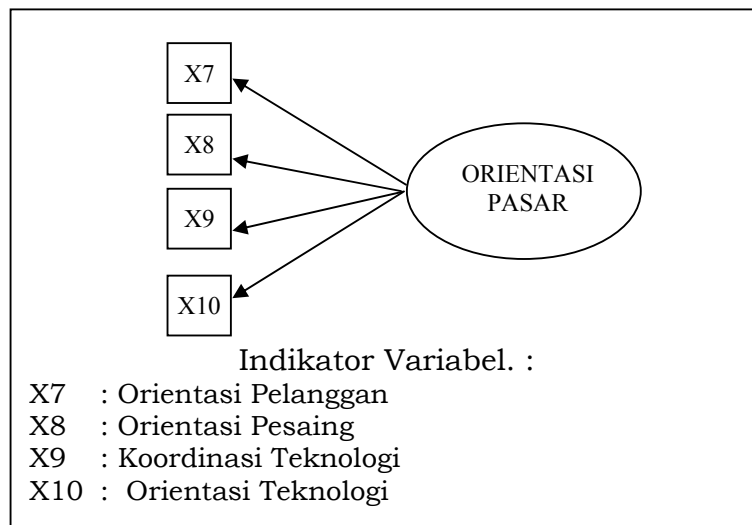 X7
X8
X9
X10
ORIENTASI
PASAR
Indikator Variabel. :
X7 : Orientasi Pelanggan
X8 : Orientasi Pesaing
X9 : Koordinasi Teknologi
X10 : Orientasi Teknologi